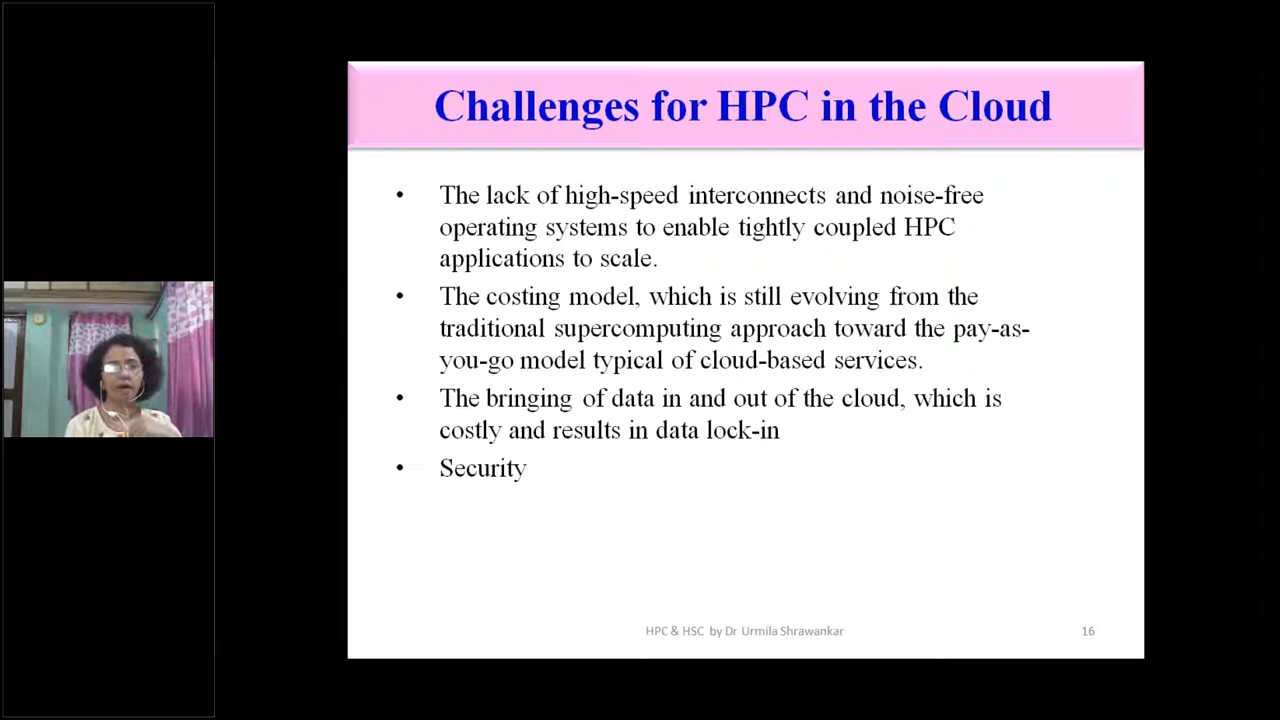 Challenges for HPC in the Cloud
• The lack of high-speed interconnects and noise-free
operating systems to enable tightly coupled HPC
applications to scale.
• The costing model, which is still evolving from the
traditional supercomputing approach toward the pay-as-
you-go model typical of cloud-based services.
• The bringing of data in and out of the cloud, which is
costly and results in data lock-in
• Security
HPC & HSC by Dr Urmila Shrawankar
16